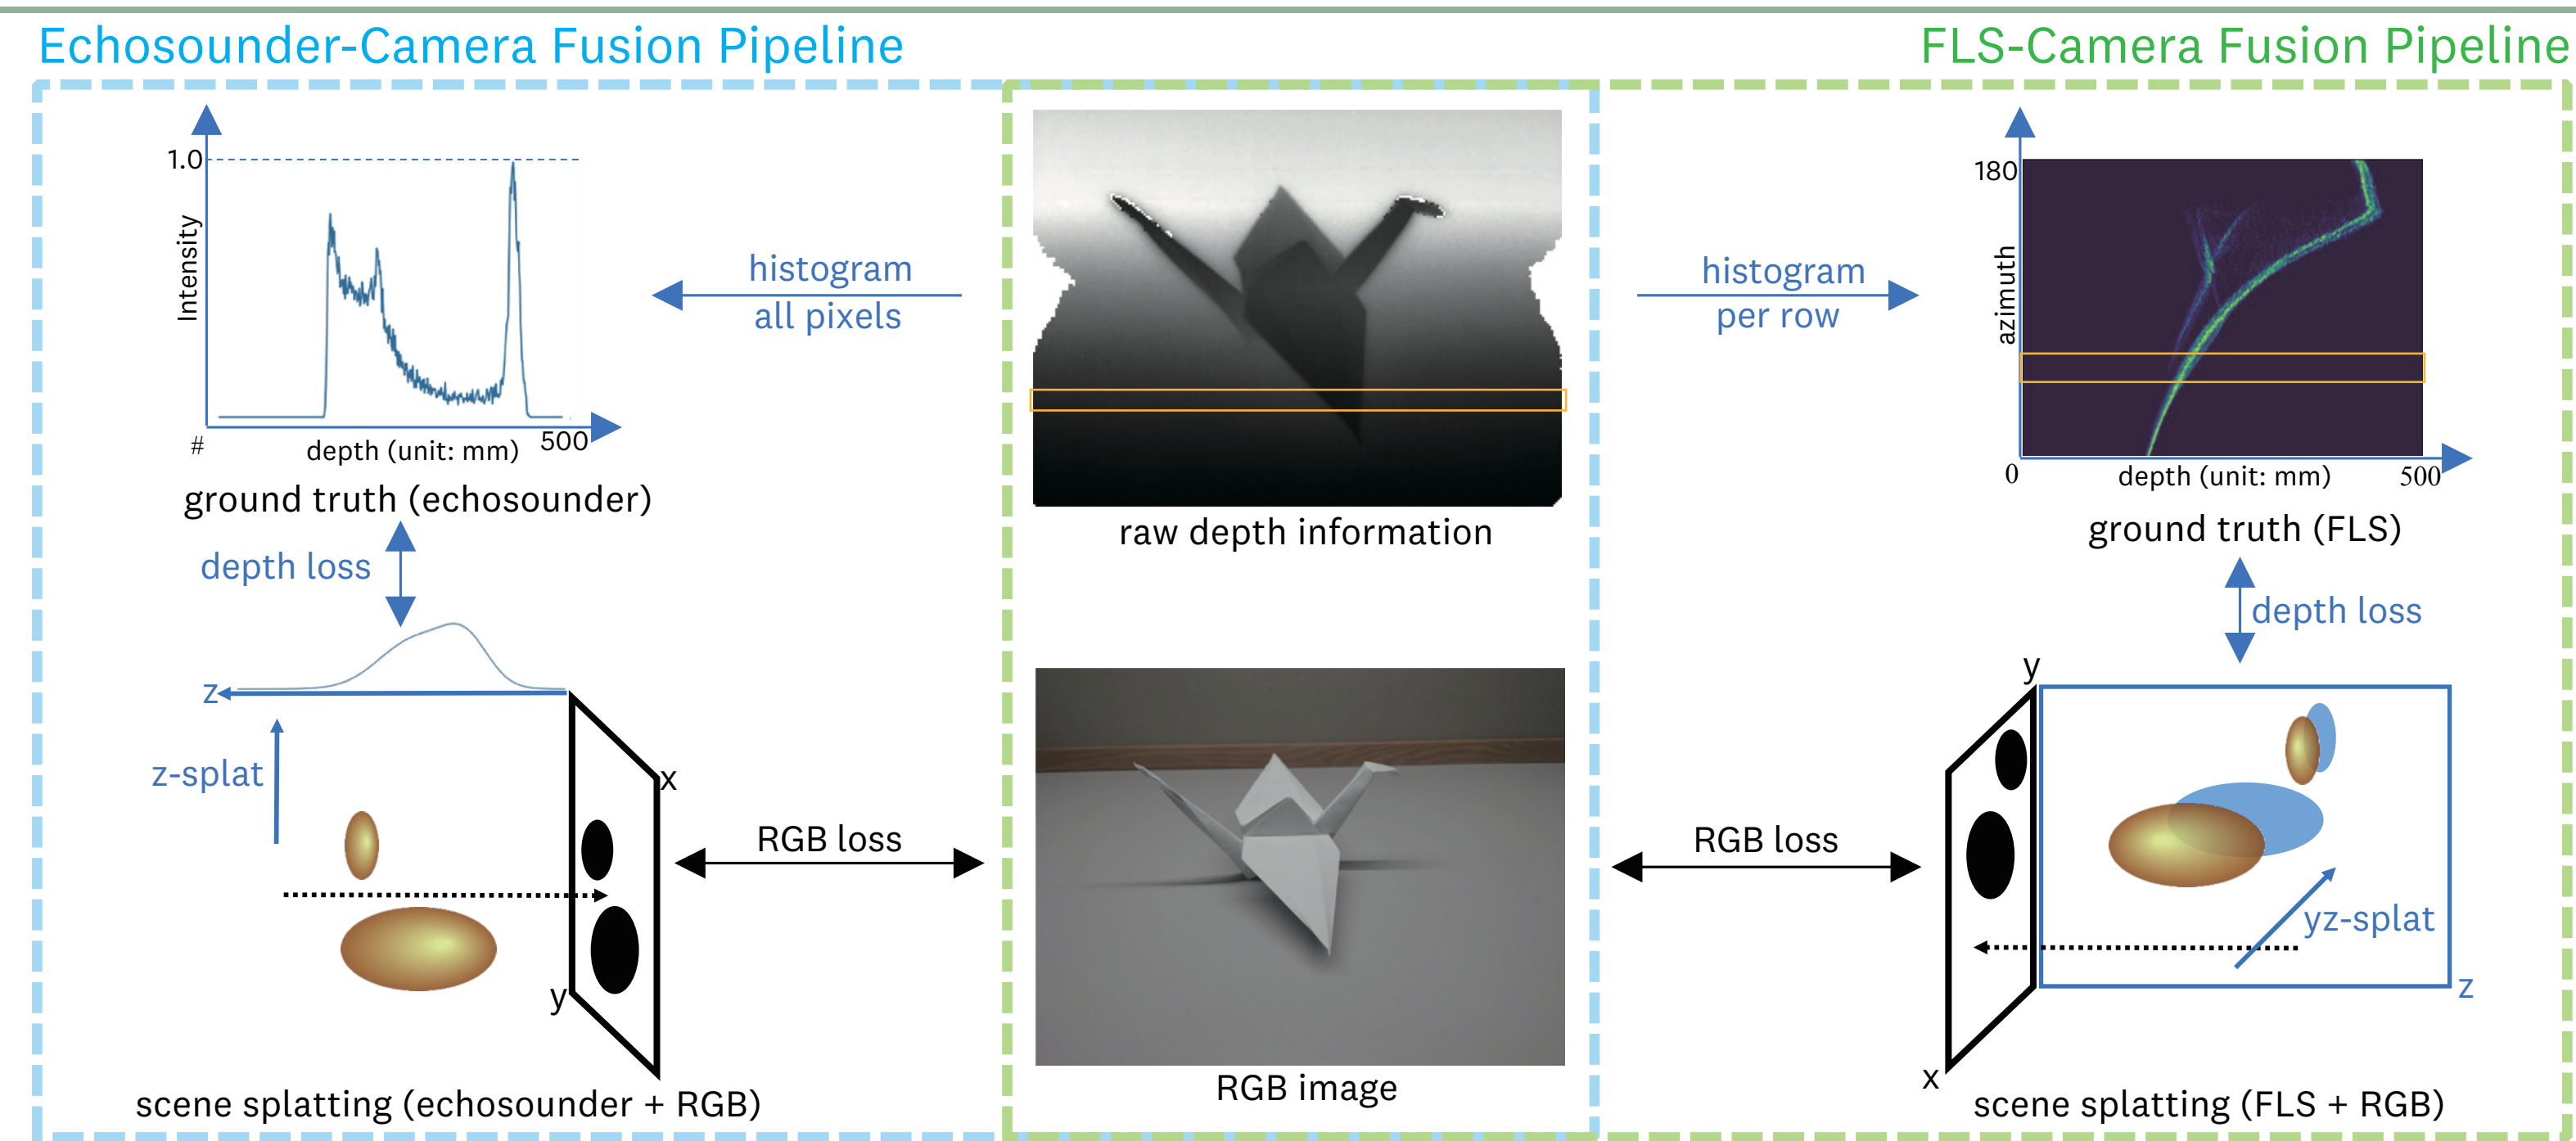 Echosounder-Camera Fusion Pipeline
FLS-Camera Fusion Pipeline
1.0
Intensity
#
depth (unit: mm)
500
ground truth (echosounder)
histogram
all pixels
raw depth information
histogram
per row
180
azimuth
0
depth (unit: mm)
500
ground truth (FLS)
depth loss
depth loss
z
z-splat
x
y
RGB loss
scene splatting (echosounder + RGB)
RGB image
RGB loss
y
yz-splat
z
x
scene splatting (FLS + RGB)